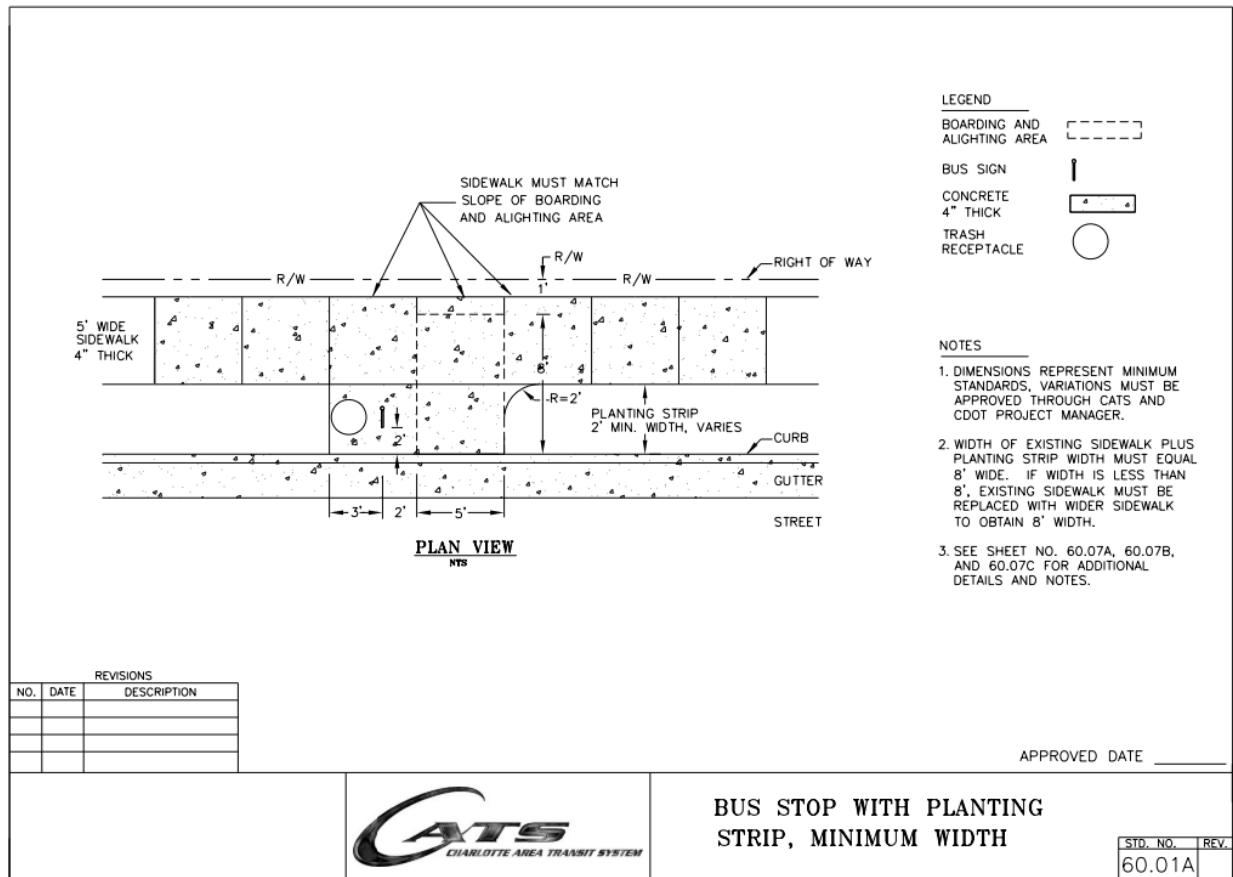 LEGEND
BOARDING AND
ALIGHTING AREA
BUS SIGN
CONCRETE
4" THICK
TRASH
RECEPTACLE
SIDEWALK MUST MATCH
SLOPE OF BOARDING
AND ALIGHTING AREA
R/W
R/W
R/W
RIGHT OF WAY
1'
5' WIDE
SIDEWALK
4" THICK
8'
R=2'
PLANTING STRIP
2' MIN. WIDTH, VARIES
2'
CURB
GUTTER
3'
2'
5'
STREET
PLAN VIEW
NTS
NOTES
1. DIMENSIONS REPRESENT MINIMUM
STANDARDS, VARIATIONS MUST BE
APPROVED THROUGH CATS AND
CDOT PROJECT MANAGER.
2. WIDTH OF EXISTING SIDEWALK PLUS
PLANTING STRIP WIDTH MUST EQUAL
8' WIDE. IF WIDTH IS LESS THAN
8', EXISTING SIDEWALK MUST BE
REPLACED WITH WIDER SIDEWALK
TO OBTAIN 8' WIDTH.
3. SEE SHEET NO. 60.07A, 60.07B,
AND 60.07C FOR ADDITIONAL
DETAILS AND NOTES.
REVISIONS
NO. DATE DESCRIPTION
APPROVED DATE
CATS
CHARLOTTE AREA TRANSIT SYSTEM
BUS STOP WITH PLANTING
STRIP, MINIMUM WIDTH
STD. NO. REV.
60.01A